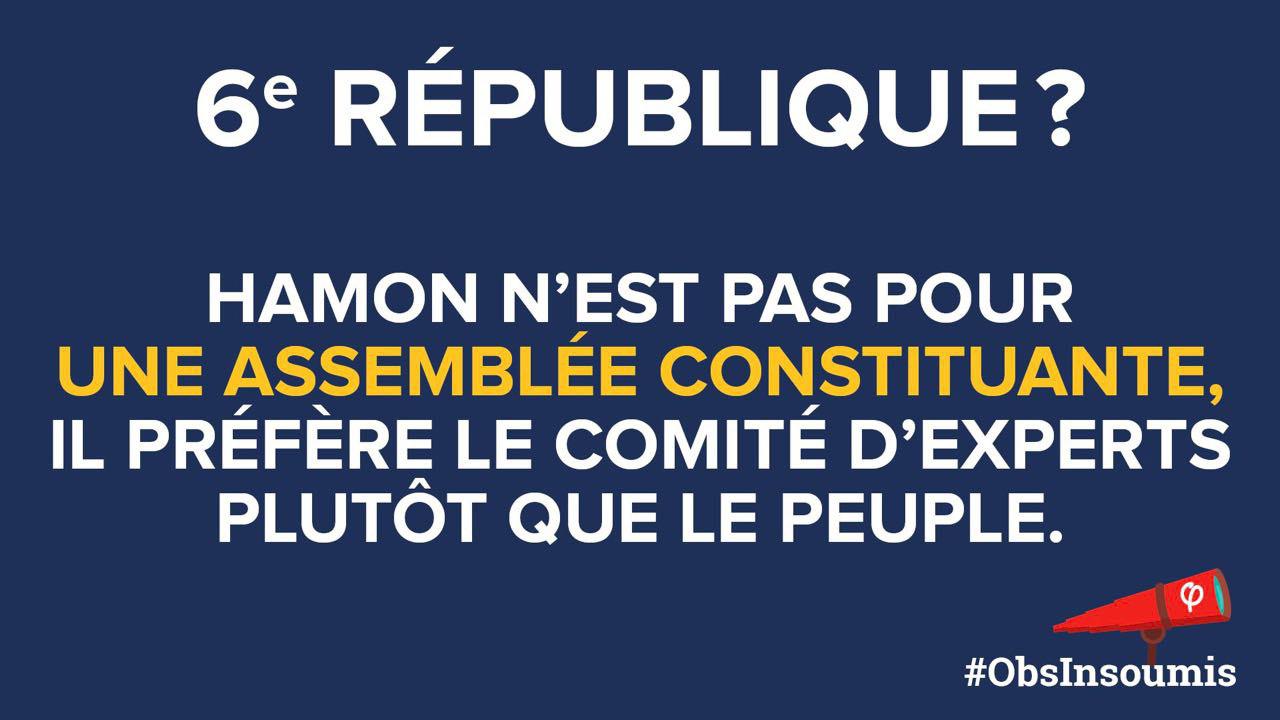 6e RÉPUBLIQUE ?
HAMON N’EST PAS POUR
UNE ASSEMBLÉE CONSTITUANTE,
IL PRÉFÈRE LE COMITÉ D’EXPERTS
PLUTÔT QUE LE PEUPLE.
φ
#ObsInsoumis